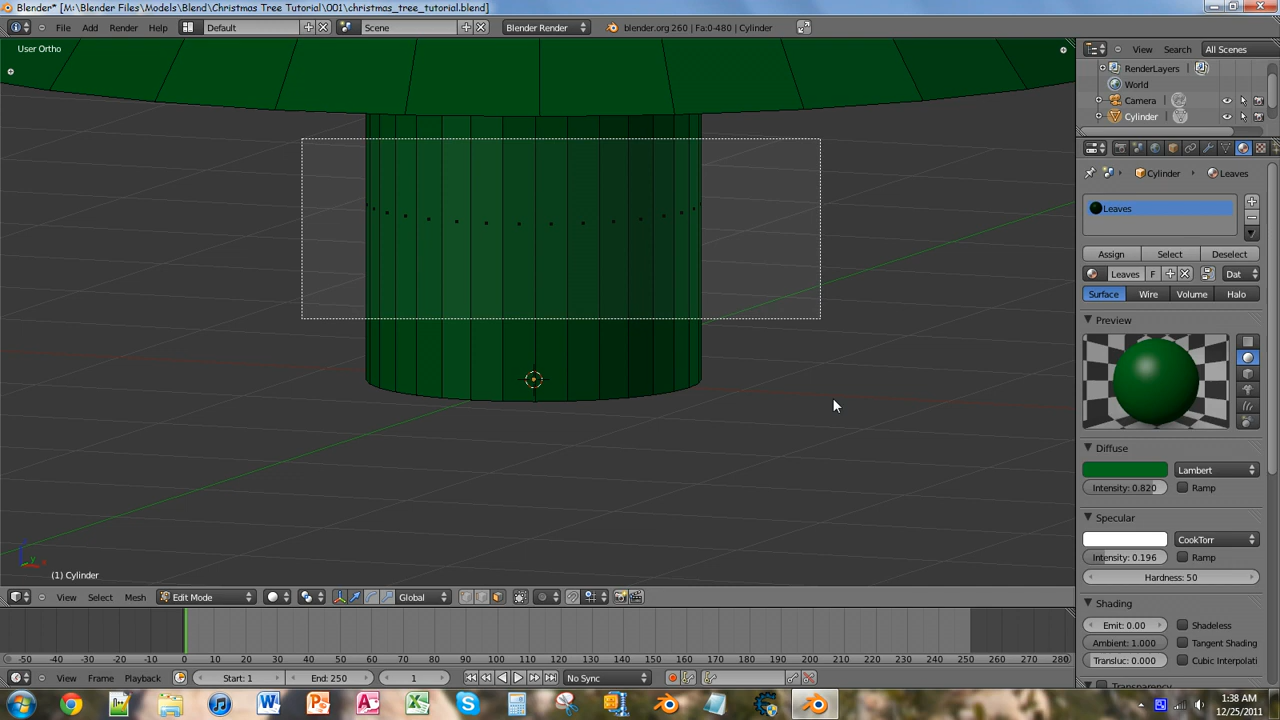 Blender* [M:\Blender Files\Models\Blend\Christmas Tree Tutorial\001\christmas_tree_tutorial.blend]
File Add Render Help Default Scene Blender Render blender.org 260 | Fa:0-480 | Cylinder
User Ortho
View Search All Scenes
RenderLayers
World
Camera
Cylinder
Cylinder Leaves
Leaves
Assign Select Deselect
Leaves F Dat
Surface Wire Volume Halo
Preview
Diffuse
Lambert
Intensity: 0.820 Ramp
Specular
CookTorr
Intensity: 0.196 Ramp
Hardness: 50
Shading
Emit: 0.00 Shadeless
Ambient: 1.000 Tangent Shading
Transluc: 0.000 Cubic Interpolati
Transparency
z y x
(1) Cylinder
View Select Mesh Edit Mode Global
-50 -40 -30 -20 -10 0 10 20 30 40 50 60 70 80 90 100 110 120 130 140 150 160 170 180 190 200 210 220 230 240 250 260 270 280
View Frame Playback Start: 1 End: 250 1 No Sync
1:38 AM
12/25/2011